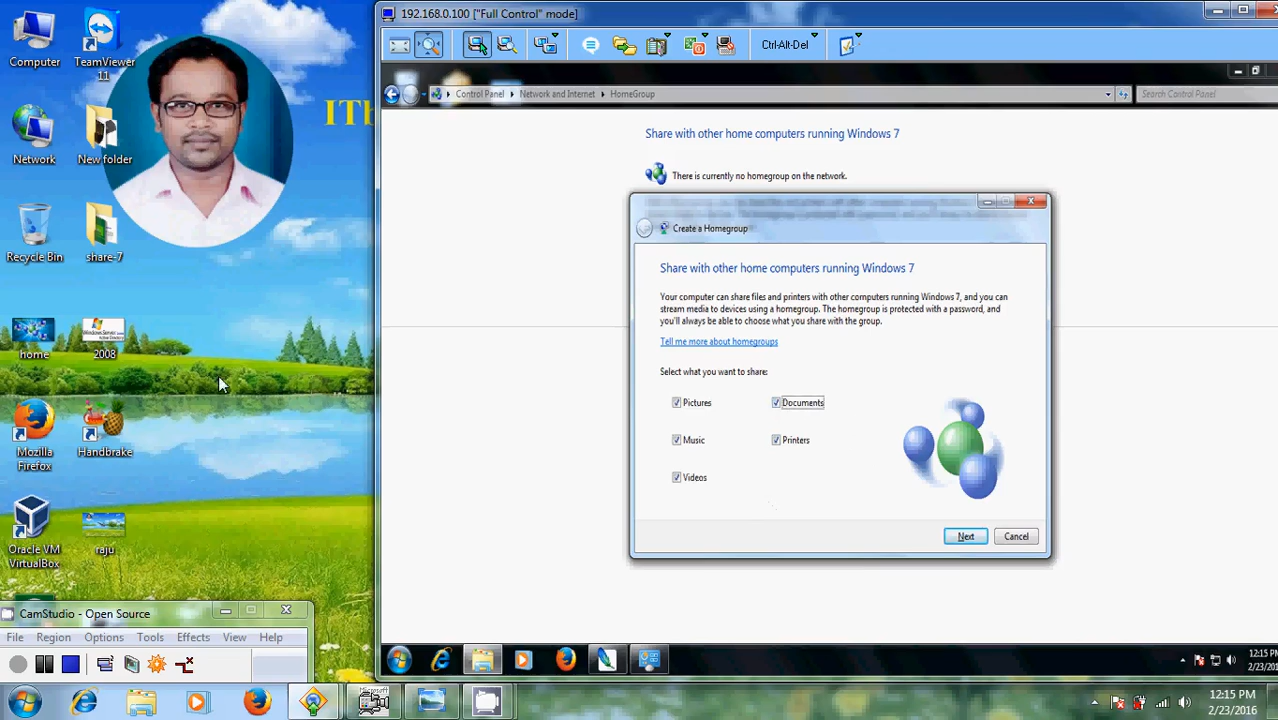 192.168.0.100 ["Full Control" mode]
Ctrl-Alt-Del
Control Panel
Network and Internet
HomeGroup
Search Control Panel
Share with other home computers running Windows 7
There is currently no homegroup on the network.
Create a Homegroup
Share with other home computers running Windows 7
Your computer can share files and printers with other computers running Windows 7, and you can
stream media to devices using a homegroup. The homegroup is protected with a password, and
you'll always be able to choose what you share with the group.
Tell me more about homegroups
Select what you want to share:
Pictures
Documents
Music
Printers
Videos
Next
Cancel
12:15 PM
2/23/201
Computer
TeamViewer
11
Network
New folder
Recycle Bin
share-7
home
2008
Mozilla
Firefox
Handbrake
Oracle VM
VirtualBox
raju
CamStudio - Open Source
File
Region
Options
Tools
Effects
View
Help
12:15 PM
2/23/2016